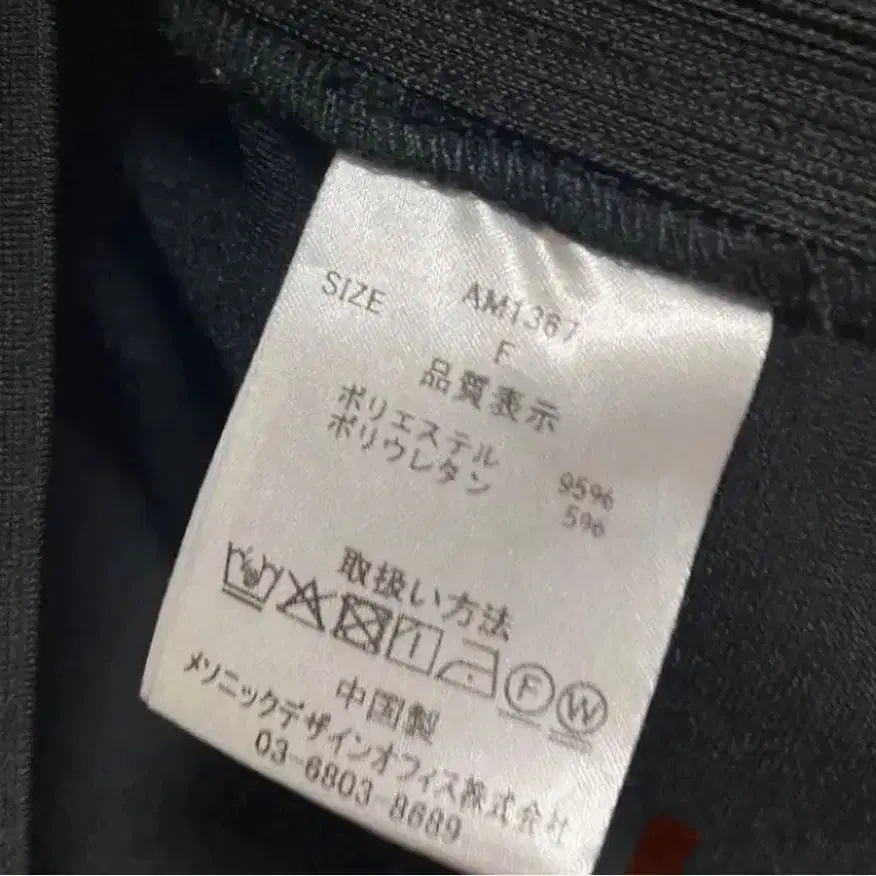 AM1367
SIZE F
品質表示
ポリエステル 95%
ポリウレタン 5%
取扱い方法
F W
中国製
メソニックデザインオフィス株式会社
03-6803-8689